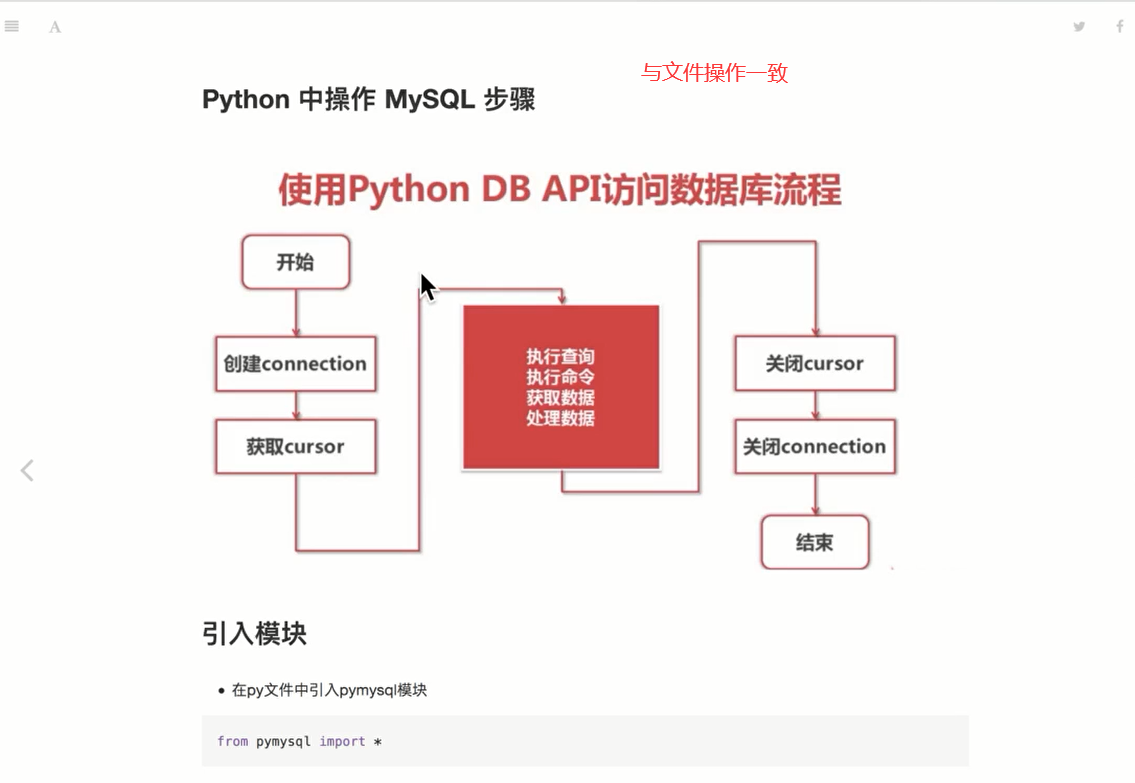 A
与文件操作一致
Python 中操作 MySQL 步骤
使用Python DB API访问数据库流程
开始
创建connection
获取cursor
执行查询
执行命令
获取数据
处理数据
关闭cursor
关闭connection
结束
引入模块
在py文件中引入pymysql模块
from pymysql import *